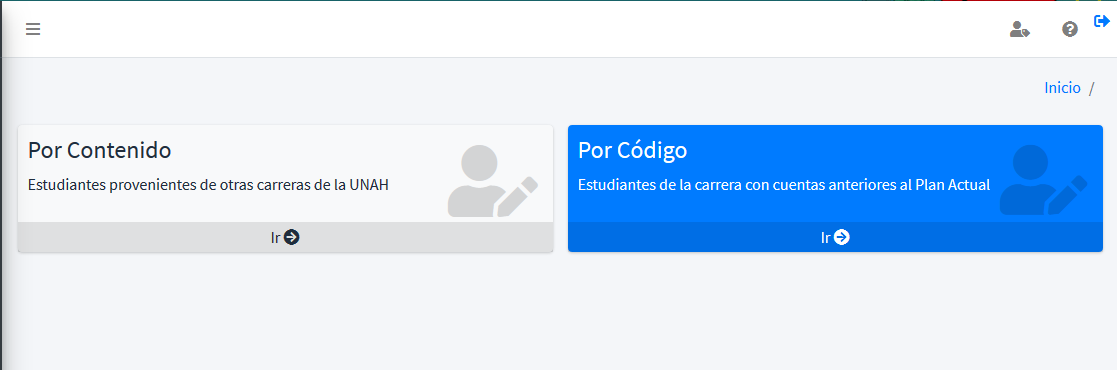 Inicio /
Por Contenido
Estudiantes provenientes de otras carreras de la UNAH
Ir
Por Código
Estudiantes de la carrera con cuentas anteriores al Plan Actual
Ir